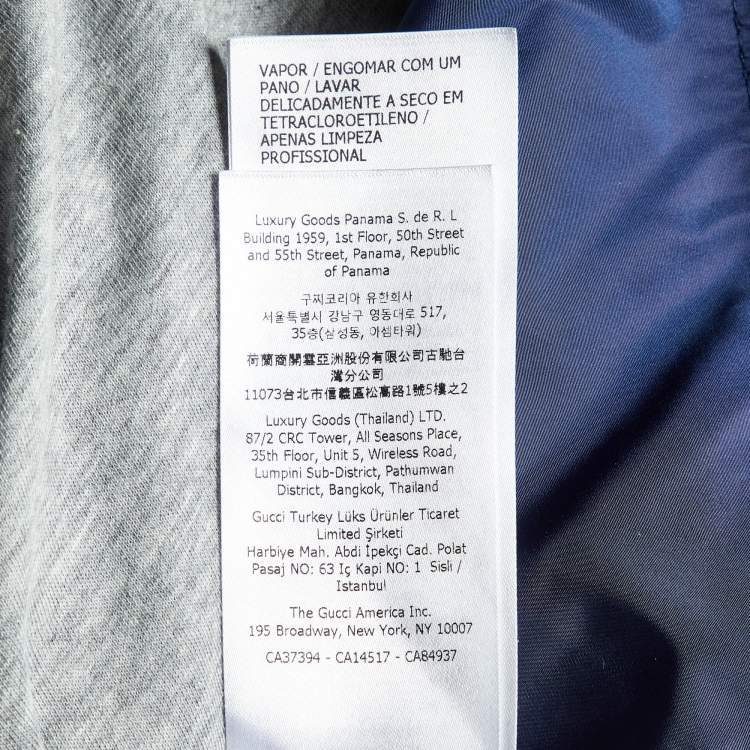 VAPOR / ENGOMAR COM UM
PANO / LAVAR
DELICADAMENTE A SECO EM
TETRACLOROETILENO /
APENAS LIMPEZA
PROFISSIONAL
Luxury Goods Panama S. de R. L
Building 1959, 1st Floor, 50th Street
and 55th Street, Panama, Republic
of Panama
구찌코리아 유한회사
서울특별시 강남구 영동대로 517,
35층(삼성동, 아셈타워)
荷蘭商開雲亞洲股份有限公司古馳台
灣分公司
11073台北市信義區松高路1號5樓之2
Luxury Goods (Thailand) LTD.
87/2 CRC Tower, All Seasons Place,
35th Floor, Unit 5, Wireless Road,
Lumpini Sub-District, Pathumwan
District, Bangkok, Thailand
Gucci Turkey Lüks Ürünler Ticaret
Limited Şirketi
Harbiye Mah. Abdi İpekçi Cad. Polat
Pasaj NO: 63 Iç Kapi NO: 1 Sisli /
Istanbul
The Gucci America Inc.
195 Broadway, New York, NY 10007
CA37394 - CA14517 - CA84937